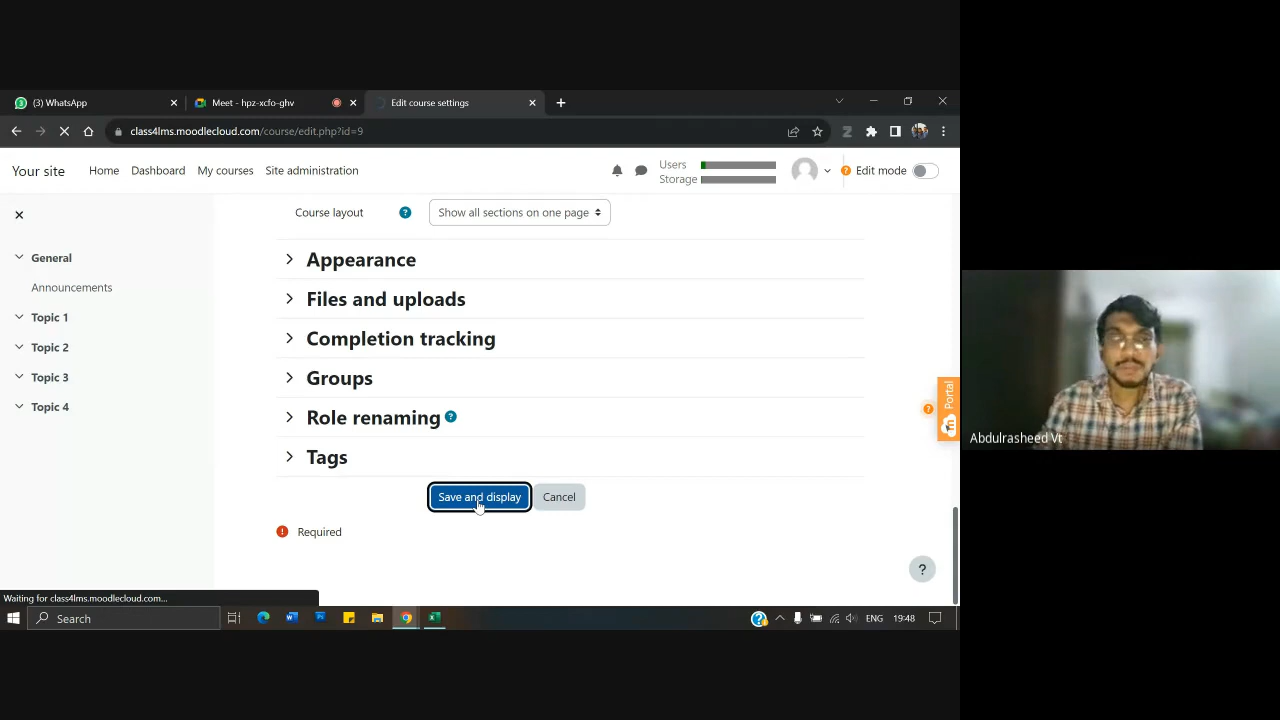 (3) WhatsApp
Meet - hpz-xcfo-ghv
Edit course settings
class4lms.moodlecloud.com/course/edit.php?id=9
Your site
Home
Dashboard
My courses
Site administration
Users
Storage
Edit mode
General
Announcements
Topic 1
Topic 2
Topic 3
Topic 4
Course layout
Show all sections on one page
Appearance
Files and uploads
Completion tracking
Groups
Role renaming
Tags
Save and display
Cancel
Required
Portal
Abdulrasheed Vt
Waiting for class4lms.moodlecloud.com...
Search
ENG
19:48